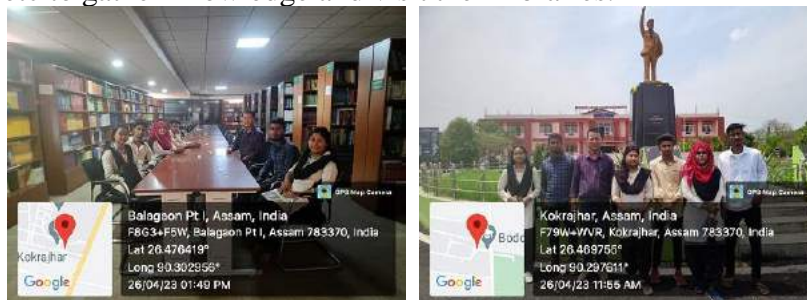 GPS Map Camera
Balagaon Pt I, Assam, India
F8G3+F5W, Balagaon Pt I, Assam 783370, India
Lat 26.476419°
Long 90.302956°
26/04/23 01:49 PM
Kokrajhar
Google
GPS Map Camera
Kokrajhar, Assam, India
F79W+WVR, Kokrajhar, Assam 783370, India
Lat 26.469755°
Long 90.297611°
26/04/23 11:55 AM
Bodo
Google